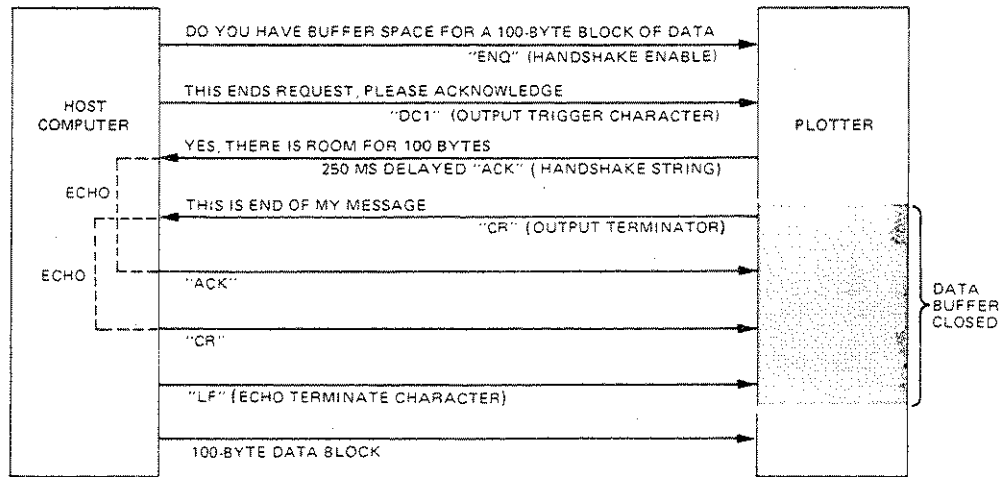 DO YOU HAVE BUFFER SPACE FOR A 100-BYTE BLOCK OF DATA
"ENQ" (HANDSHAKE ENABLE)
HOST
COMPUTER
THIS ENDS REQUEST, PLEASE ACKNOWLEDGE
"DC1" (OUTPUT TRIGGER CHARACTER)
PLOTTER
YES, THERE IS ROOM FOR 100 BYTES
250 MS DELAYED "ACK" (HANDSHAKE STRING)
ECHO
THIS IS END OF MY MESSAGE
"CR" (OUTPUT TERMINATOR)
ECHO
"ACK"
DATA
BUFFER
CLOSED
"CR"
"LF" (ECHO TERMINATE CHARACTER)
100-BYTE DATA BLOCK